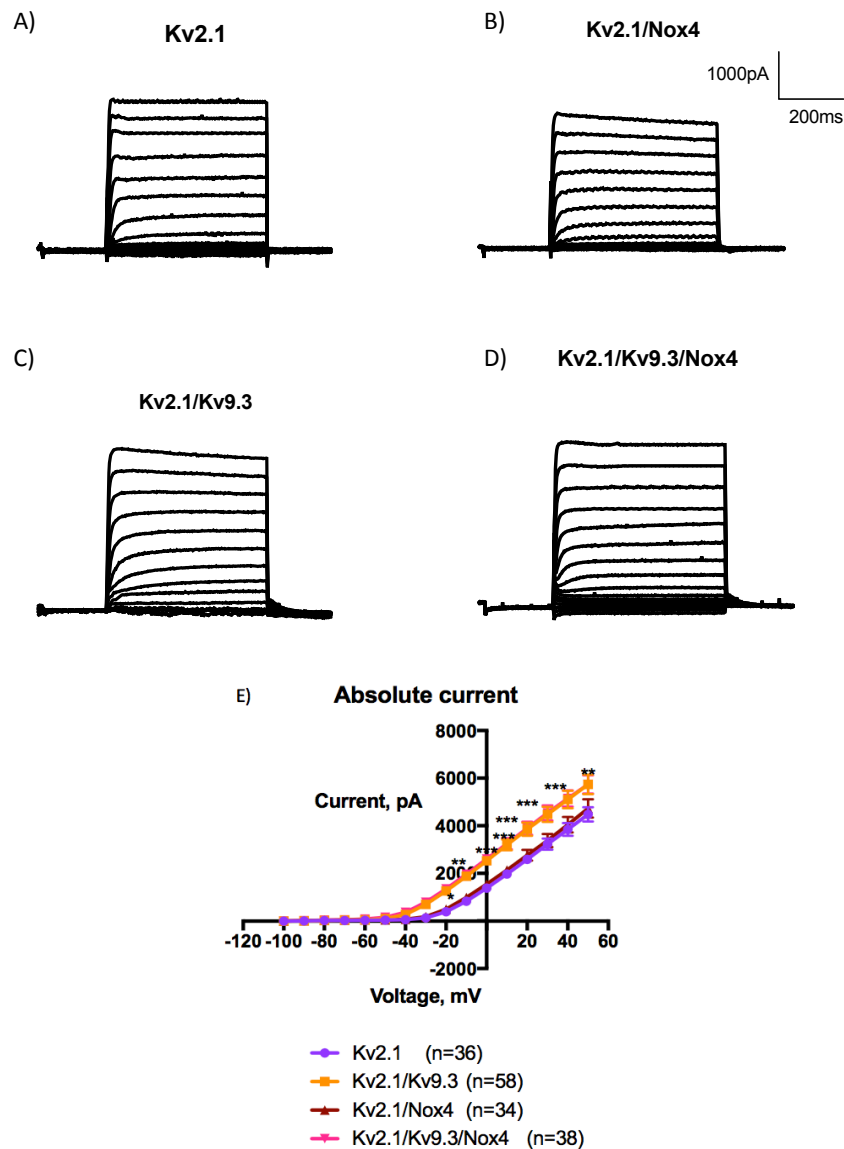 A)
Kv2.1
B)
Kv2.1/Nox4
1000pA
200ms
C)
Kv2.1/Kv9.3
D)
Kv2.1/Kv9.3/Nox4
E)
Absolute current
8000
6000
4000
2000
-2000
Current, pA
**
***
***
***
***
***
**
*
-120 -100 -80 -60 -40 -20 20 40 60
Voltage, mV
Kv2.1 (n=36)
Kv2.1/Kv9.3 (n=58)
Kv2.1/Nox4 (n=34)
Kv2.1/Kv9.3/Nox4 (n=38)